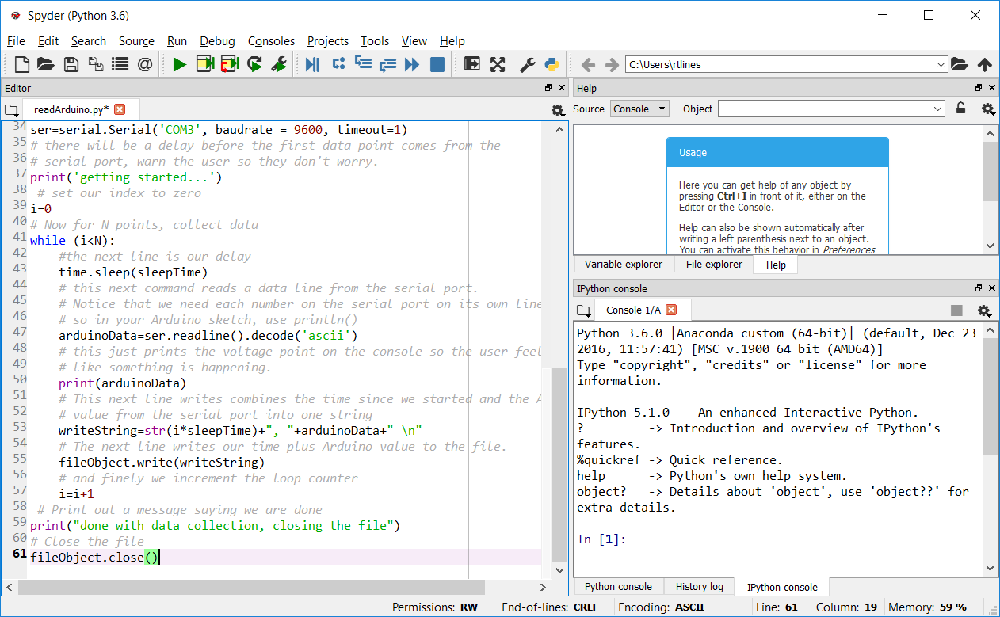 Spyder (Python 3.6)
File Edit Search Source Run Debug Consoles Projects Tools View Help
C:\Users\rtlines
Editor
readArduino.py*
34 ser=serial.Serial('COM3', baudrate = 9600, timeout=1)
35 # there will be a delay before the first data point comes from the
36 # serial port, warn the user so they don't worry.
37 print('getting started...')
38  # set our index to zero
39 i=0
40 # Now for N points, collect data
41 while (i<N):
42     #the next line is our delay
43     time.sleep(sleepTime)
44     # this next command reads a data line from the serial port.
45     # Notice that we need each number on the serial port on its own line
46     # so in your Arduino sketch, use println()
47     arduinoData=ser.readline().decode('ascii')
48     # this just prints the voltage point on the console so the user feel
49     # like something is happening.
50     print(arduinoData)
51     # This next line writes combines the time since we started and the A
52     # value from the serial port into one string
53     writeString=str(i*sleepTime)+", "+arduinoData+" \n"
54     # The next line writes our time plus Arduino value to the file.
55     fileObject.write(writeString)
56     # and finely we increment the loop counter
57     i=i+1
58  # Print out a message saying we are done
59 print("done with data collection, closing the file")
60 # Close the file
61 fileObject.close()
Help
Source Console Object
Usage
Here you can get help of any object by
pressing Ctrl+I in front of it, either on the
Editor or the Console.
Help can also be shown automatically after
writing a left parenthesis next to an object.
You can activate this behavior in Preferences
Variable explorer File explorer Help
IPython console
Console 1/A
Python 3.6.0 |Anaconda custom (64-bit)| (default, Dec 23
2016, 11:57:41) [MSC v.1900 64 bit (AMD64)]
Type "copyright", "credits" or "license" for more
information.
IPython 5.1.0 -- An enhanced Interactive Python.
?         -> Introduction and overview of IPython's
features.
%quickref -> Quick reference.
help      -> Python's own help system.
object?   -> Details about 'object', use 'object??' for
extra details.
In [1]:
Python console History log IPython console
Permissions: RW End-of-lines: CRLF Encoding: ASCII Line: 61 Column: 19 Memory: 59 %